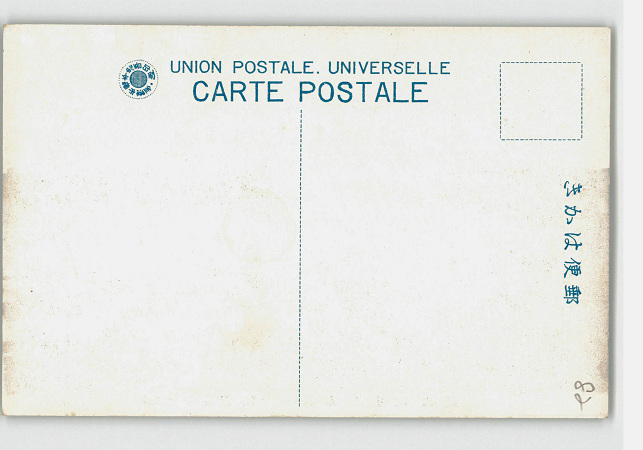 UNION POSTALE. UNIVERSELLE
CARTE POSTALE
郵便はかき